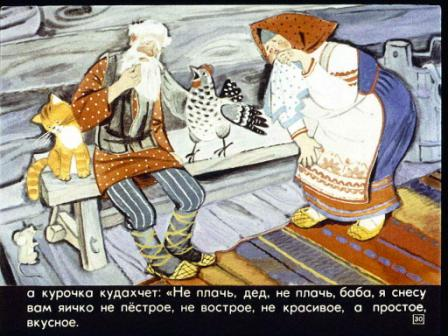 а курочка кудахчет: «Не плачь, дед, не плачь, баба, я снесу
вам яичко не пёстрое, не вострое, не красивое, а простое,
вкусное.
30